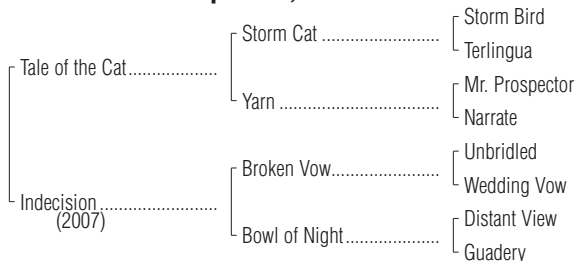 Storm Bird
Storm Cat ................................
Terlingua
Tale of the Cat......................
Mr. Prospector
Yarn ...........................................
Narrate
Unbridled
Broken Vow.............................
Wedding Vow
Indecision.............................
(2007)
Distant View
Bowl of Night.........................
Guadery